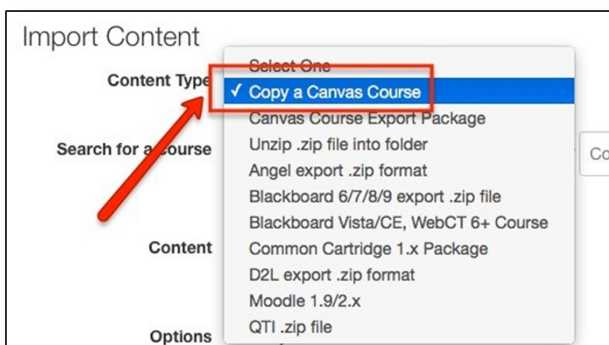 Import Content
Content Type
Select One
✓ Copy a Canvas Course
Canvas Course Export Package
Search for a course
Unzip .zip file into folder
Co
Angel export .zip format
Blackboard 6/7/8/9 export .zip file
Blackboard Vista/CE, WebCT 6+ Course
Content
Common Cartridge 1.x Package
D2L export .zip format
Moodle 1.9/2.x
Options
QTI .zip file